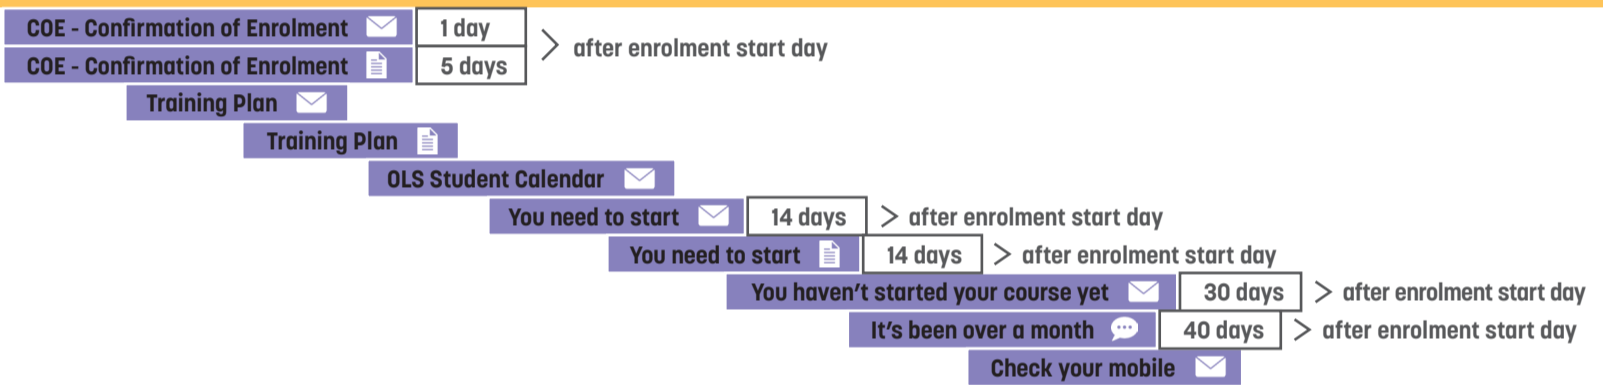 COE - Confirmation of Enrolment 1 day
COE - Confirmation of Enrolment 5 days
after enrolment start day
Training Plan
Training Plan
OLS Student Calendar
You need to start 14 days after enrolment start day
You need to start 14 days after enrolment start day
You haven't started your course yet 30 days after enrolment start day
It's been over a month 40 days after enrolment start day
Check your mobile